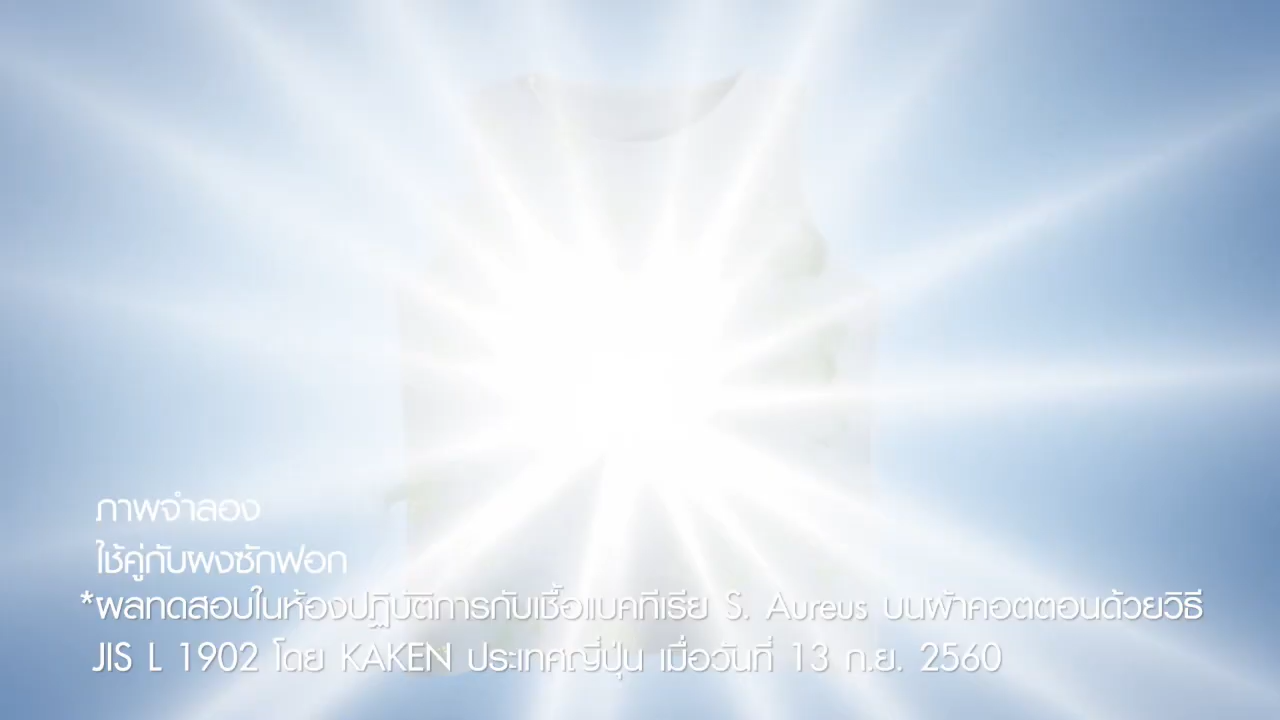 ภาพจำลอง
ใช้คู่กับผงซักฟอก
*ผลทดสอบในห้องปฏิบัติการกับเชื้อแบคทีเรีย S. Aureus บนผ้าคอตตอนด้วยวิธี
JIS L 1902 โดย KAKEN ประเทศญี่ปุ่น เมื่อวันที่ 13 ก.ย. 2560